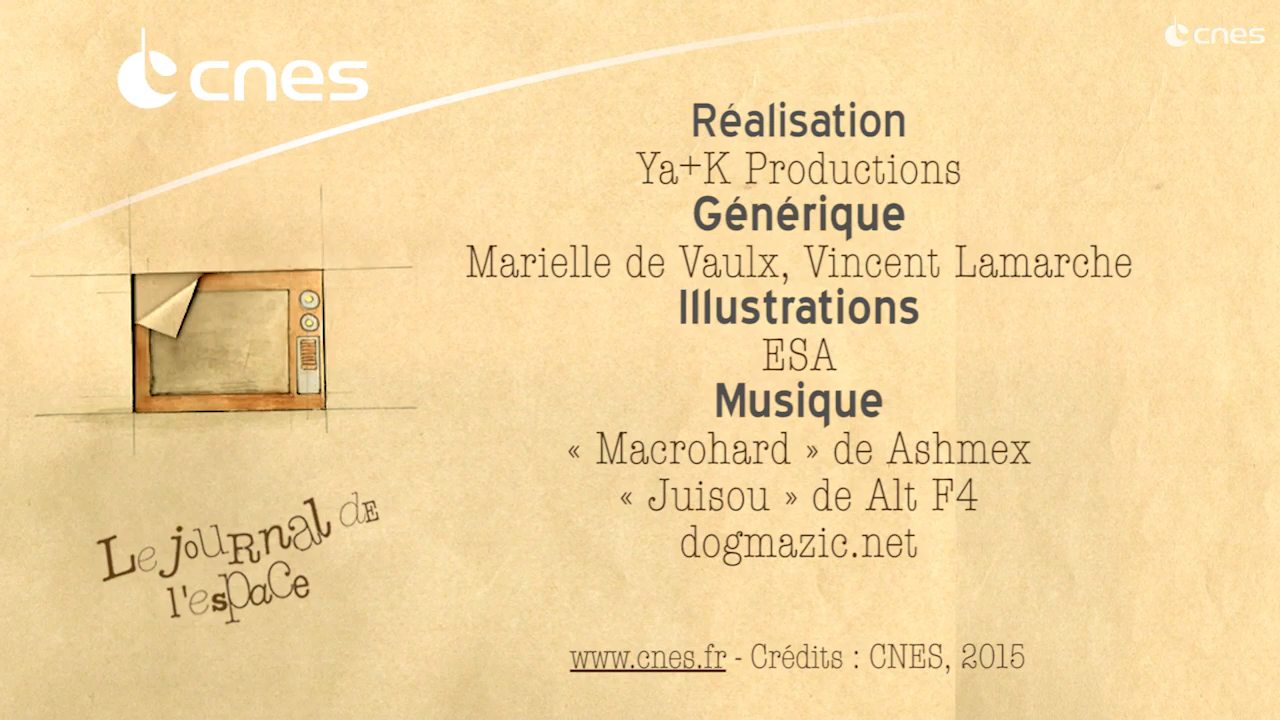 cnes
cnes
Réalisation
Ya+K Productions
Générique
Marielle de Vaulx, Vincent Lamarche
Illustrations
ESA
Musique
« Macrohard » de Ashmex
« Juisou » de Alt F4
dogmazic.net
Le joURnal dE
l'espaCe
www.cnes.fr - Crédits : CNES, 2015